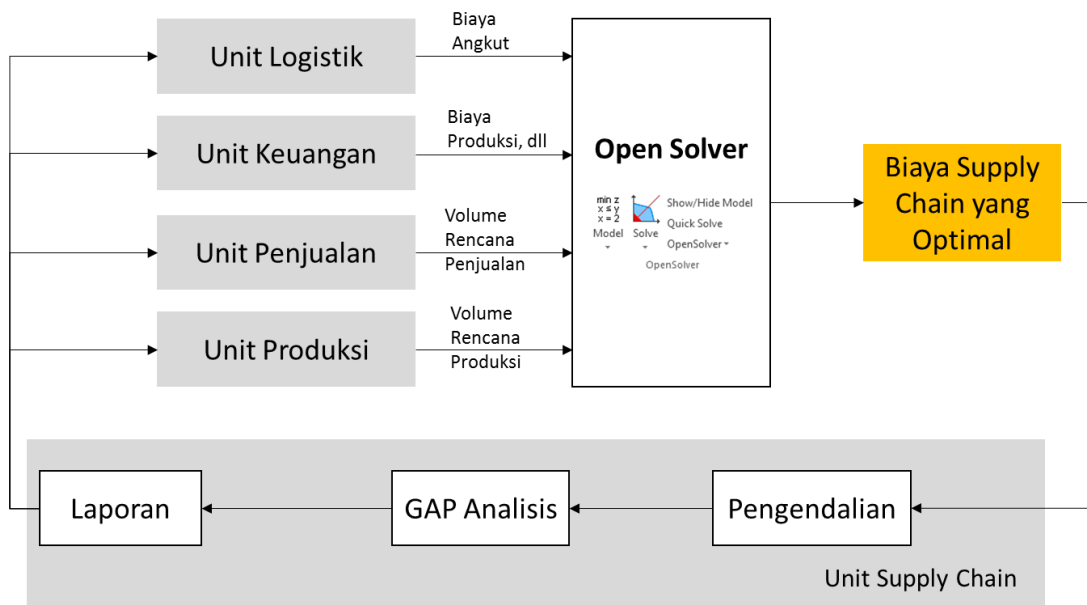 Unit Logistik
Biaya
Angkut
Unit Keuangan
Biaya
Produksi, dll
Unit Penjualan
Volume
Rencana
Penjualan
Unit Produksi
Volume
Rencana
Produksi
Open Solver
min z
x ≤ y
x = 2
Model
Solve
Show/Hide Model
Quick Solve
OpenSolver
OpenSolver
Biaya Supply
Chain yang
Optimal
Laporan
GAP Analisis
Pengendalian
Unit Supply Chain